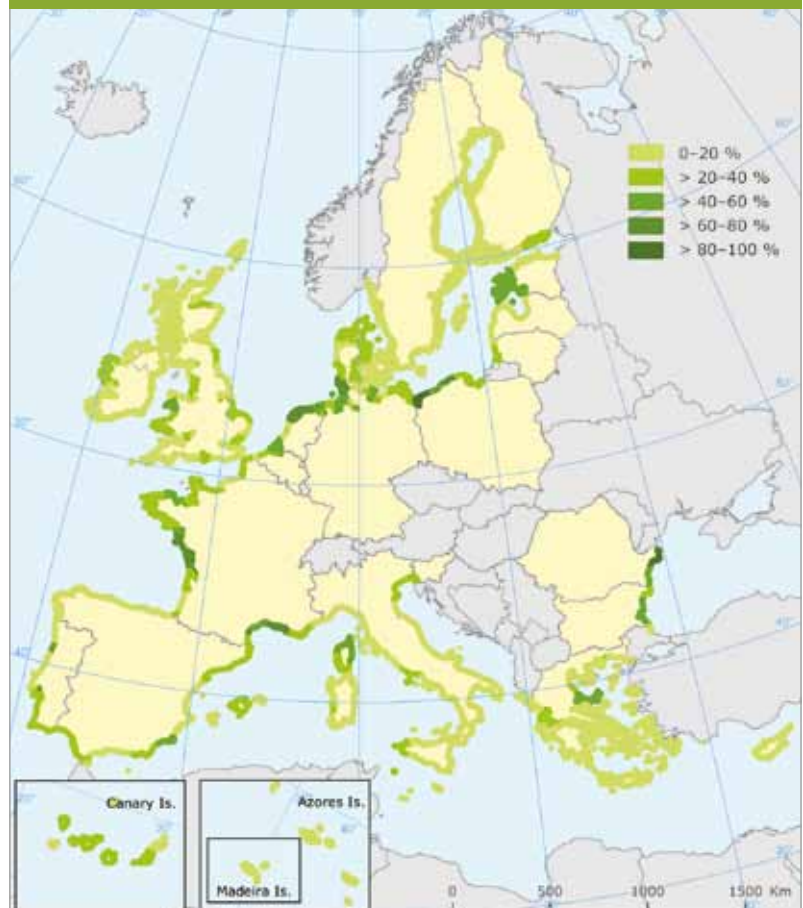 0–20 %
> 20–40 %
> 40–60 %
> 60–80 %
> 80–100 %
Canary Is.
Azores Is.
Madeira Is.
0 500 1000 1500 Km